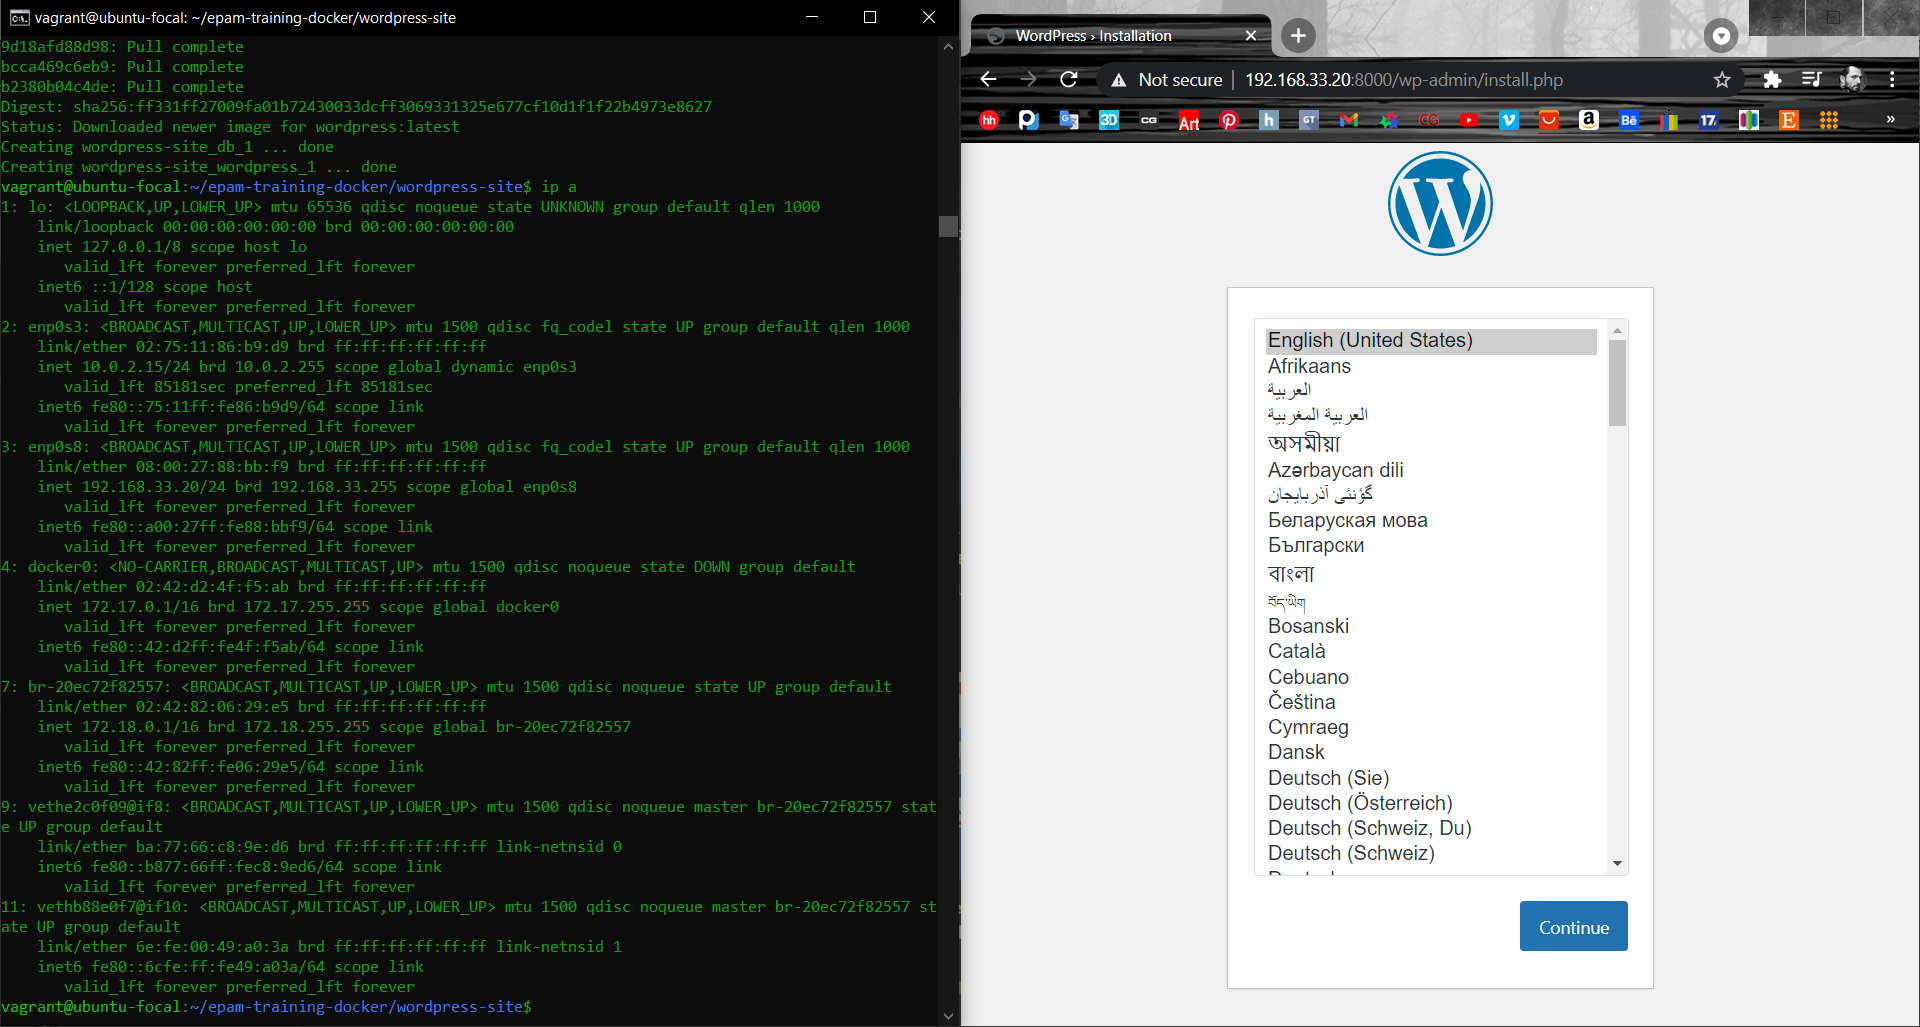 vagrant@ubuntu-focal: ~/epam-training-docker/wordpress-site
9d18afd88d98: Pull complete
bcca469c6eb9: Pull complete
b2380b04c4de: Pull complete
Digest: sha256:ff331ff27009fa01b72430033dcff3069331325e677cf10d1f1f22b4973e8627
Status: Downloaded newer image for wordpress:latest
Creating wordpress-site_db_1 ... done
Creating wordpress-site_wordpress_1 ... done
vagrant@ubuntu-focal:~/epam-training-docker/wordpress-site$ ip a
1: lo: <LOOPBACK,UP,LOWER_UP> mtu 65536 qdisc noqueue state UNKNOWN group default qlen 1000
link/loopback 00:00:00:00:00:00 brd 00:00:00:00:00:00
inet 127.0.0.1/8 scope host lo
valid_lft forever preferred_lft forever
inet6 ::1/128 scope host
valid_lft forever preferred_lft forever
2: enp0s3: <BROADCAST,MULTICAST,UP,LOWER_UP> mtu 1500 qdisc fq_codel state UP group default qlen 1000
link/ether 02:75:11:86:b9:d9 brd ff:ff:ff:ff:ff:ff
inet 10.0.2.15/24 brd 10.0.2.255 scope global dynamic enp0s3
valid_lft 85181sec preferred_lft 85181sec
inet6 fe80::75:11ff:fe86:b9d9/64 scope link
valid_lft forever preferred_lft forever
3: enp0s8: <BROADCAST,MULTICAST,UP,LOWER_UP> mtu 1500 qdisc fq_codel state UP group default qlen 1000
link/ether 08:00:27:88:bb:f9 brd ff:ff:ff:ff:ff:ff
inet 192.168.33.20/24 brd 192.168.33.255 scope global enp0s8
valid_lft forever preferred_lft forever
inet6 fe80::a00:27ff:fe88:bbf9/64 scope link
valid_lft forever preferred_lft forever
4: docker0: <NO-CARRIER,BROADCAST,MULTICAST,UP> mtu 1500 qdisc noqueue state DOWN group default
link/ether 02:42:d2:4f:f5:ab brd ff:ff:ff:ff:ff:ff
inet 172.17.0.1/16 brd 172.17.255.255 scope global docker0
valid_lft forever preferred_lft forever
inet6 fe80::42:d2ff:fe4f:f5ab/64 scope link
valid_lft forever preferred_lft forever
7: br-20ec72f82557: <BROADCAST,MULTICAST,UP,LOWER_UP> mtu 1500 qdisc noqueue state UP group default
link/ether 02:42:82:06:29:e5 brd ff:ff:ff:ff:ff:ff
inet 172.18.0.1/16 brd 172.18.255.255 scope global br-20ec72f82557
valid_lft forever preferred_lft forever
inet6 fe80::42:82ff:fe06:29e5/64 scope link
valid_lft forever preferred_lft forever
9: vethe2c0f09@if8: <BROADCAST,MULTICAST,UP,LOWER_UP> mtu 1500 qdisc noqueue master br-20ec72f82557 stat
e UP group default
link/ether ba:77:66:c8:9e:d6 brd ff:ff:ff:ff:ff:ff link-netnsid 0
inet6 fe80::b877:66ff:fec8:9ed6/64 scope link
valid_lft forever preferred_lft forever
11: vethb88e0f7@if10: <BROADCAST,MULTICAST,UP,LOWER_UP> mtu 1500 qdisc noqueue master br-20ec72f82557 st
ate UP group default
link/ether 6e:fe:00:49:a0:3a brd ff:ff:ff:ff:ff:ff link-netnsid 1
inet6 fe80::6cfe:ff:fe49:a03a/64 scope link
valid_lft forever preferred_lft forever
vagrant@ubuntu-focal:~/epam-training-docker/wordpress-site$
WordPress › Installation
Not secure
192.168.33.20:8000/wp-admin/install.php
hh 3D CG Art h GT CG Bē 17. E »
English (United States)
Afrikaans
العربية
العربية المغربية
অসমীয়া
Azərbaycan dili
گؤنئی آذربایجان
Беларуская мова
Български
বাংলা
བོད་ཡིག
Bosanski
Català
Cebuano
Čeština
Cymraeg
Dansk
Deutsch (Sie)
Deutsch (Österreich)
Deutsch (Schweiz, Du)
Deutsch (Schweiz)
Continue